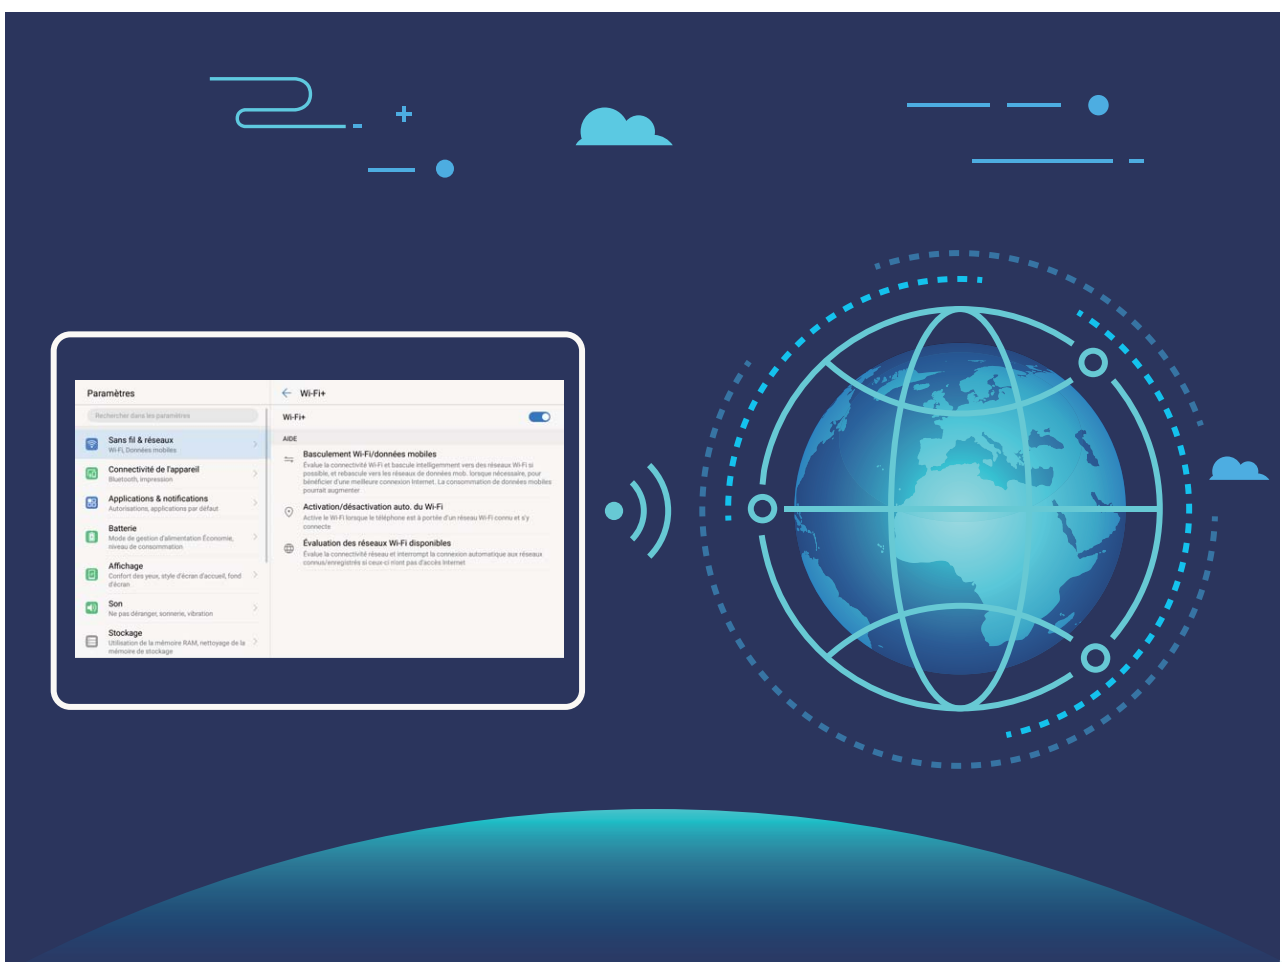 Paramètres
Rechercher dans les paramètres
Sans fil & réseaux
Wi-Fi, Données mobiles
Connectivité de l'appareil
Bluetooth, Impression
Applications & notifications
Autorisations, applications par défaut
Batterie
Mode de gestion d'alimentation Économie,
niveau de consommation
Affichage
Confort des yeux, style d'écran d'accueil, fond
d'écran
Son
Ne pas déranger, sonnerie, vibration
Stockage
Utilisation de la mémoire RAM, nettoyage de la
mémoire de stockage
Wi-Fi+
Wi-Fi+
AIDE
Basculement Wi-Fi/données mobiles
Évalue la connectivité Wi-Fi et bascule intelligemment vers des réseaux Wi-Fi si
possible, et rebascule vers les réseaux de données mob. lorsque nécessaire, pour
bénéficier d'une meilleure connexion Internet. La consommation de données mobiles
pourrait augmenter
Activation/désactivation auto. du Wi-Fi
Active le Wi-Fi lorsque le téléphone est à portée d'un réseau Wi-Fi connu et s'y
connecte
Évaluation des réseaux Wi-Fi disponibles
Évalue la connectivité réseau et interrompt la connexion automatique aux réseaux
connus/enregistrés si ceux-ci n'ont pas d'accès Internet